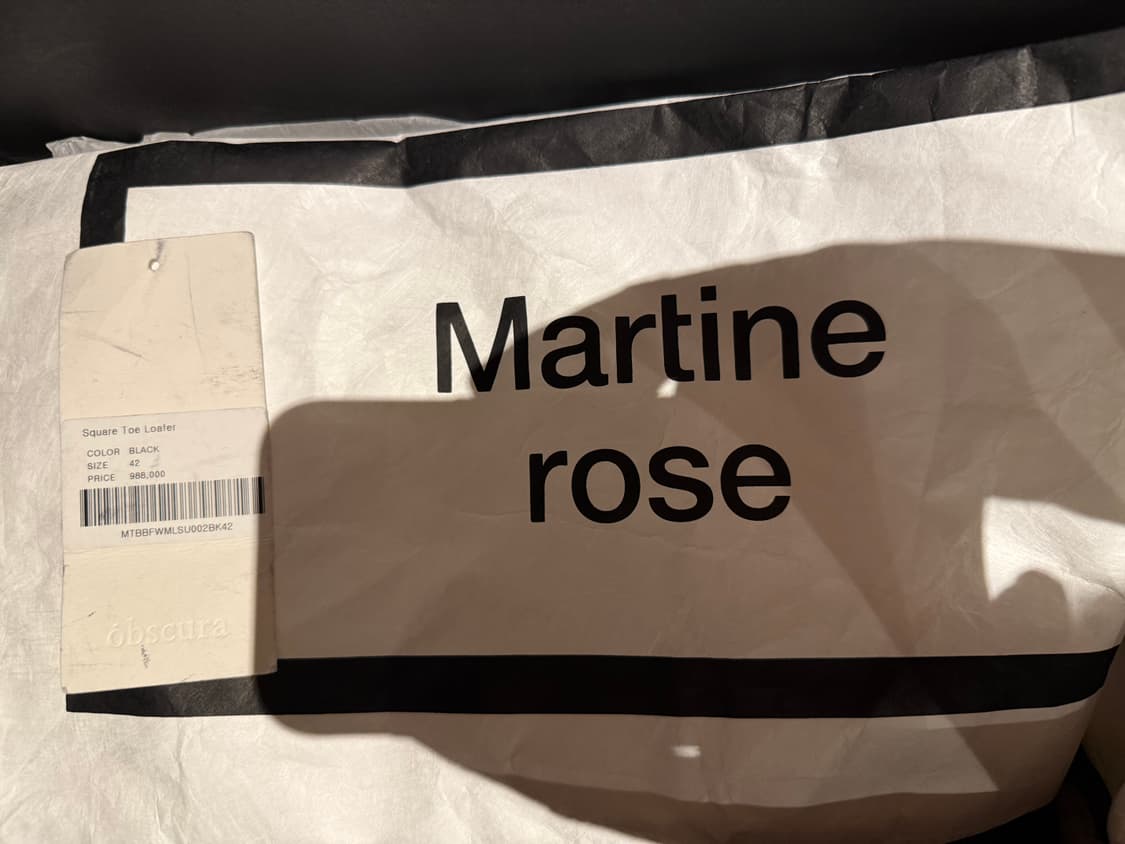 Martine
rose
Square Toe Loafer
COLOR BLACK
SIZE 42
PRICE 988,000
MTBBFWMLSU002BK42
obscura